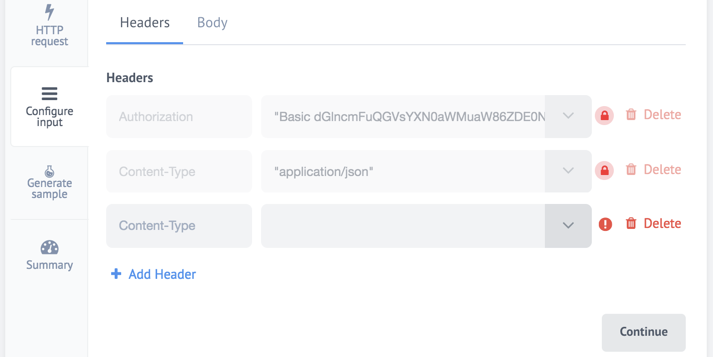 HTTP
request
Configure
input
Generate
sample
Summary
Headers
Body
Headers
Authorization
"Basic dGlncmFuQGVsYXN0aWMuaW86ZDE0N
Delete
Content-Type
"application/json"
Delete
Content-Type
Delete
Add Header
Continue